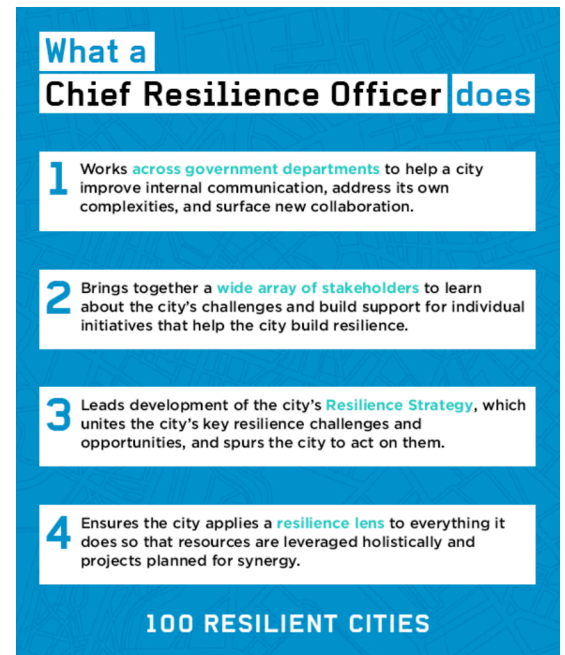 What a
Chief Resilience Officer does
1 Works across government departments to help a city
improve internal communication, address its own
complexities, and surface new collaboration.
2 Brings together a wide array of stakeholders to learn
about the city's challenges and build support for individual
initiatives that help the city build resilience.
3 Leads development of the city's Resilience Strategy, which
unites the city's key resilience challenges and
opportunities, and spurs the city to act on them.
4 Ensures the city applies a resilience lens to everything it
does so that resources are leveraged holistically and
projects planned for synergy.
100 RESILIENT CITIES